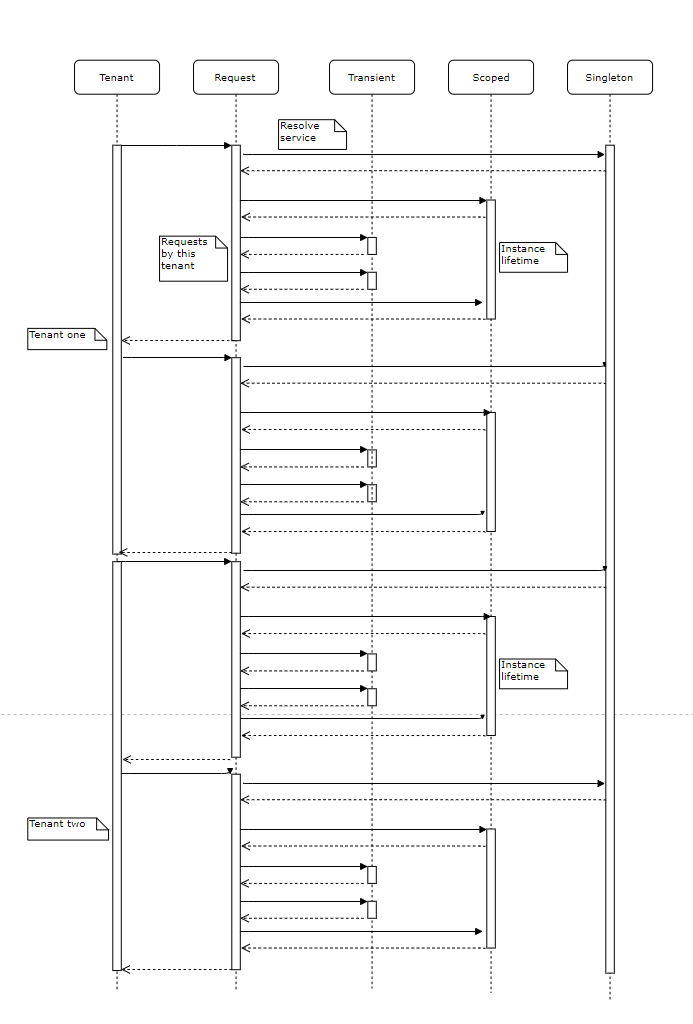 Tenant
Request
Transient
Scoped
Singleton
Resolve
service
Requests
by this
tenant
Instance
lifetime
Tenant one
Instance
lifetime
Tenant two